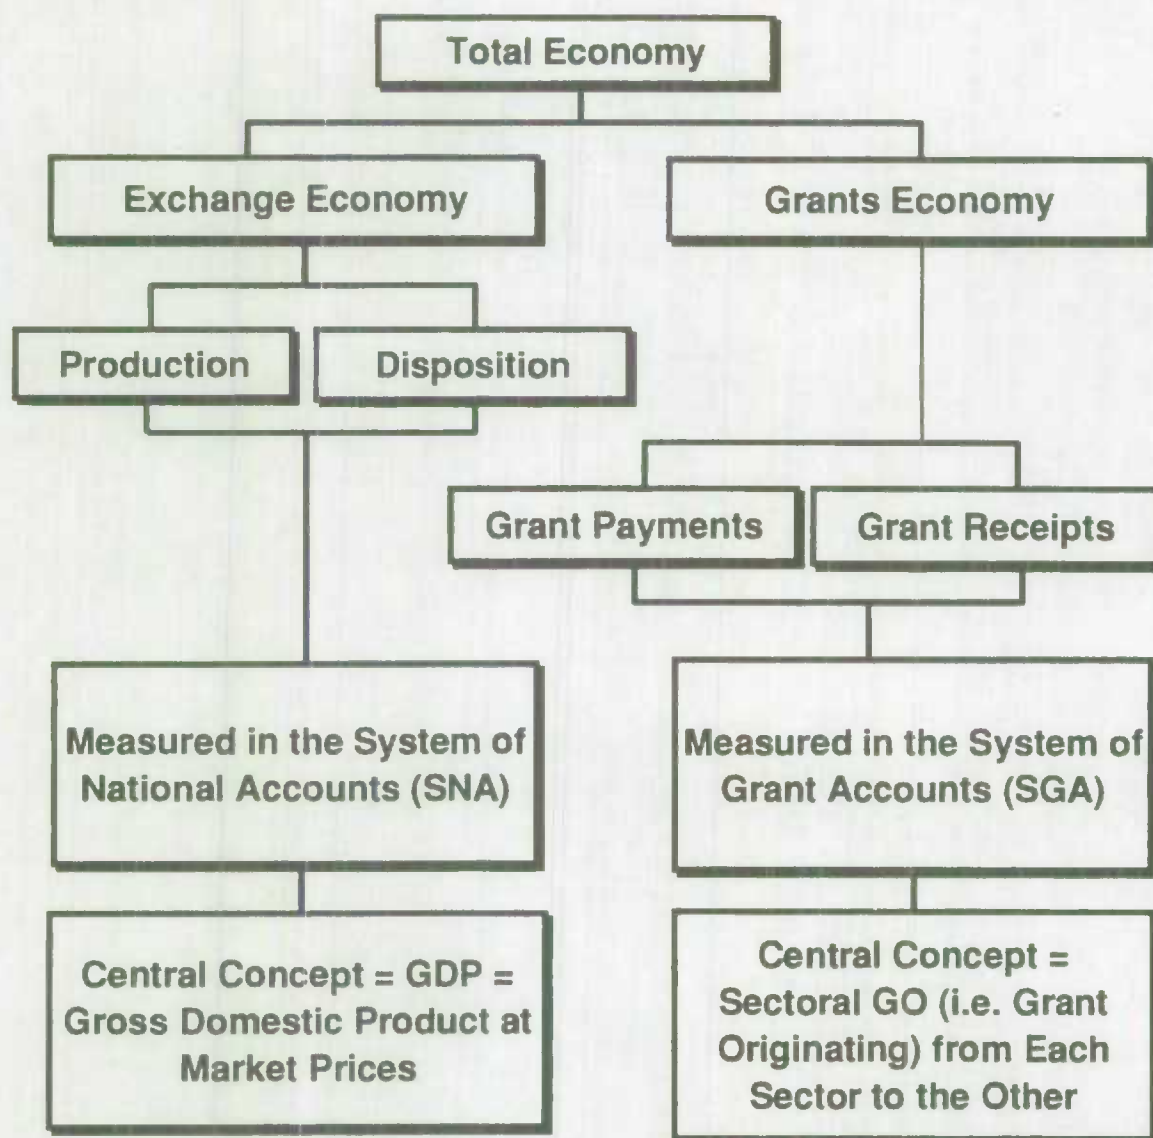 Total Economy
Exchange Economy
Grants Economy
Production
Disposition
Grant Payments
Grant Receipts
Measured in the System of
National Accounts (SNA)
Measured in the System of
Grant Accounts (SGA)
Central Concept = GDP =
Gross Domestic Product at
Market Prices
Central Concept =
Sectoral GO (i.e. Grant
Originating) from Each
Sector to the Other